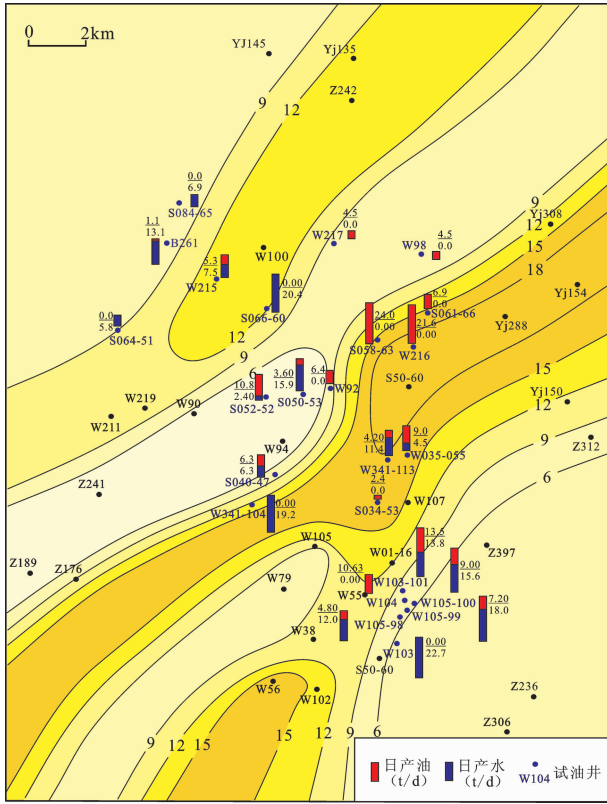 0 2km
YJ145
Yj135
Z242
9
12
0.0
6.9
S084-65
1.1
13.1
B261
4.5
0.0
W217
4.5
0.0
W98
9
12
15
18
Yj308
W100
5.3
7.5
W215
0.00
20.4
S066-60
Yj154
6.9
0.0
S061-66
Yj288
0.0
5.8
S064-51
24.0
0.00
S058-63
21.6
0.00
W216
12
9
6
15
12
9
6
3.60
15.9
S050-53
6.4
0.0
W92
10.8
2.40
S052-52
S50-60
Yj150
W219
W211
W90
Z312
W94
4.20
11.4
W341-113
9.0
4.5
W035-055
6.3
6.3
S040-47
Z241
2.4
0.0
S034-53
W107
W341-104
0.00
19.2
W105
W01-16
13.5
13.8
Z397
9.00
15.6
Z189
Z176
W79
10.63
0.00
W55
W103-101
W104
W105-100
W105-99
W105-98
7.20
18.0
4.80
12.0
W38
W103
0.00
22.7
S50-60
W56
W102
Z236
Z306
9
12
15
15
12
9
6
日产油
(t/d)
日产水
(t/d)
W104
试油井